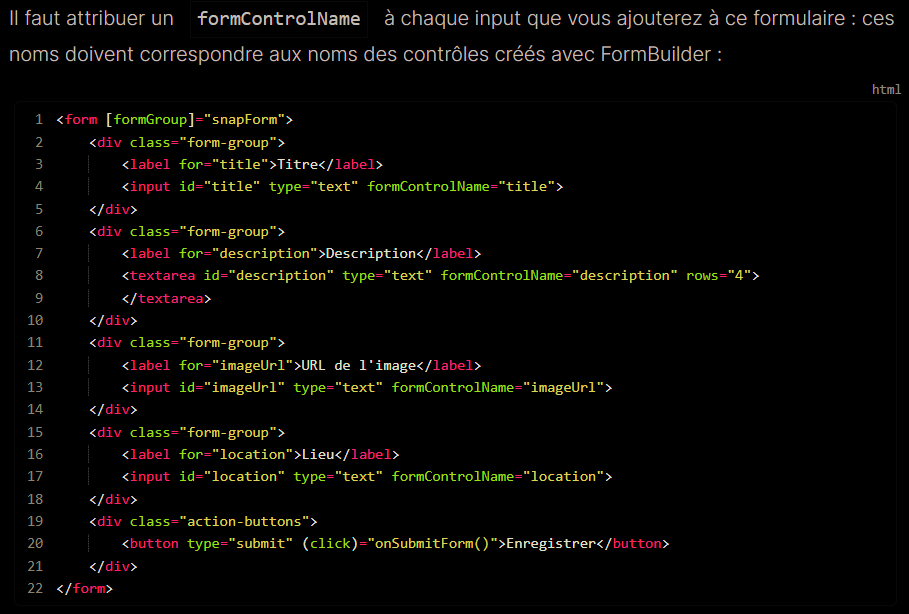 Il faut attribuer un formControlName à chaque input que vous ajouterez à ce formulaire : ces
noms doivent correspondre aux noms des contrôles créés avec FormBuilder :
html
1 <form [formGroup]="snapForm">
2     <div class="form-group">
3         <label for="title">Titre</label>
4         <input id="title" type="text" formControlName="title">
5     </div>
6     <div class="form-group">
7         <label for="description">Description</label>
8         <textarea id="description" type="text" formControlName="description" rows="4">
9         </textarea>
10     </div>
11     <div class="form-group">
12         <label for="imageUrl">URL de l'image</label>
13         <input id="imageUrl" type="text" formControlName="imageUrl">
14     </div>
15     <div class="form-group">
16         <label for="location">Lieu</label>
17         <input id="location" type="text" formControlName="location">
18     </div>
19     <div class="action-buttons">
20         <button type="submit" (click)="onSubmitForm()">Enregistrer</button>
21     </div>
22 </form>